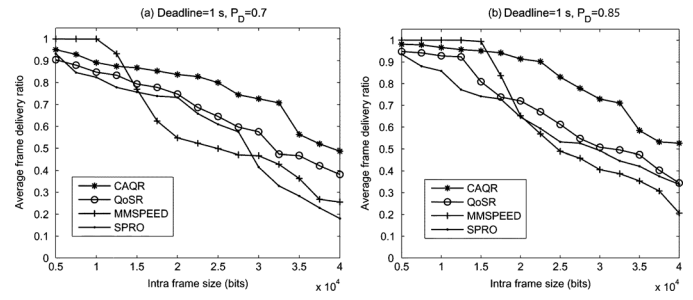 (a) Deadline=1 s, P_D=0.7
Average frame delivery ratio
1
0.9
0.8
0.7
0.6
0.5
0.4
0.3
0.2
0.1
0
CAQR
QoSR
MMSPEED
SPRO
0.5 1 1.5 2 2.5 3 3.5 4
Intra frame size (bits)
x 10^4
(b) Deadline=1 s, P_D=0.85
Average frame delivery ratio
1
0.9
0.8
0.7
0.6
0.5
0.4
0.3
0.2
0.1
0
CAQR
QoSR
MMSPEED
SPRO
0.5 1 1.5 2 2.5 3 3.5 4
Intra frame size (bits)
x 10^4